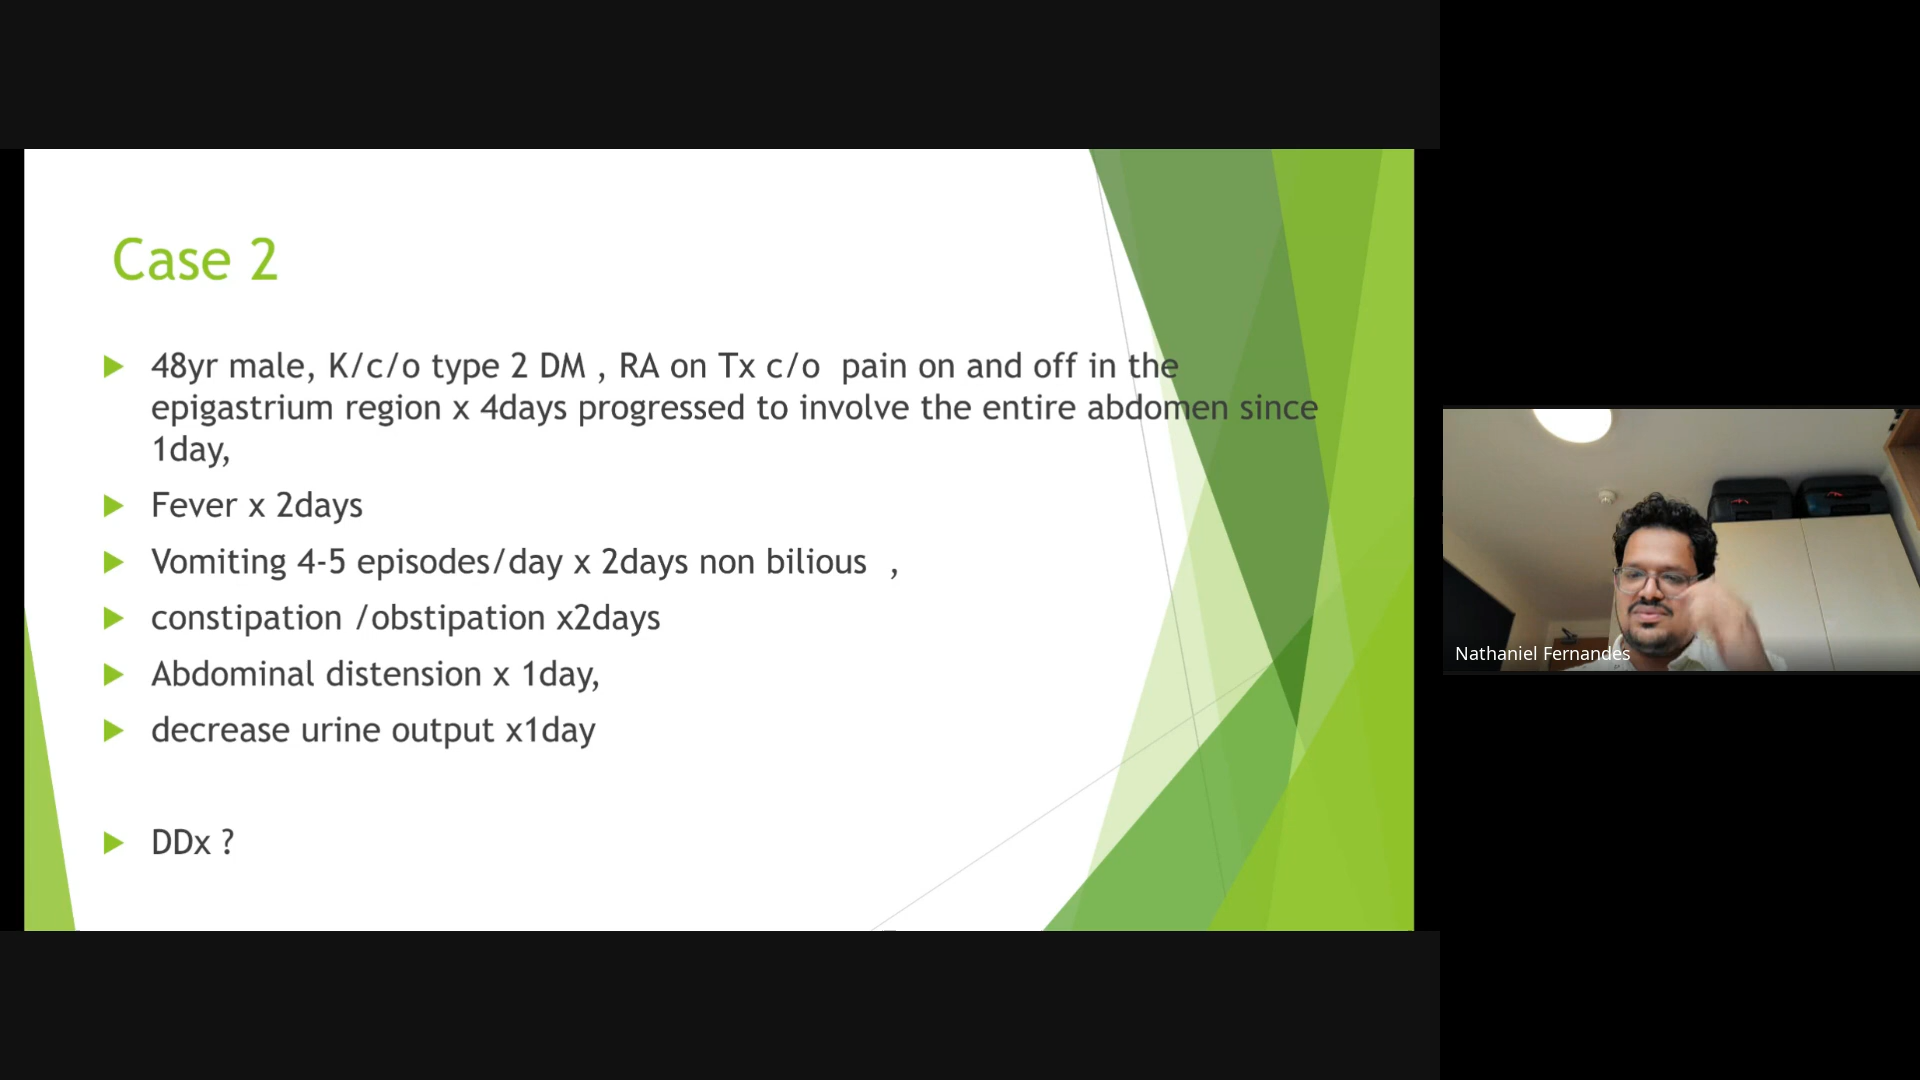 Case 2
48yr male, K/c/o type 2 DM , RA on Tx c/o pain on and off in the
epigastrium region x 4days progressed to involve the entire abdomen since
1day,
Fever x 2days
Vomiting 4-5 episodes/day x 2days non bilious ,
constipation /obstipation x2days
Abdominal distension x 1day,
decrease urine output x1day
DDx ?
Nathaniel Fernandes